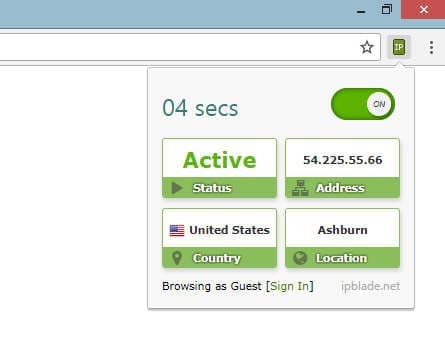 IP
04 secs
ON
Active
54.225.55.66
Status
Address
United States
Ashburn
Country
Location
Browsing as Guest [Sign In]
ipblade.net